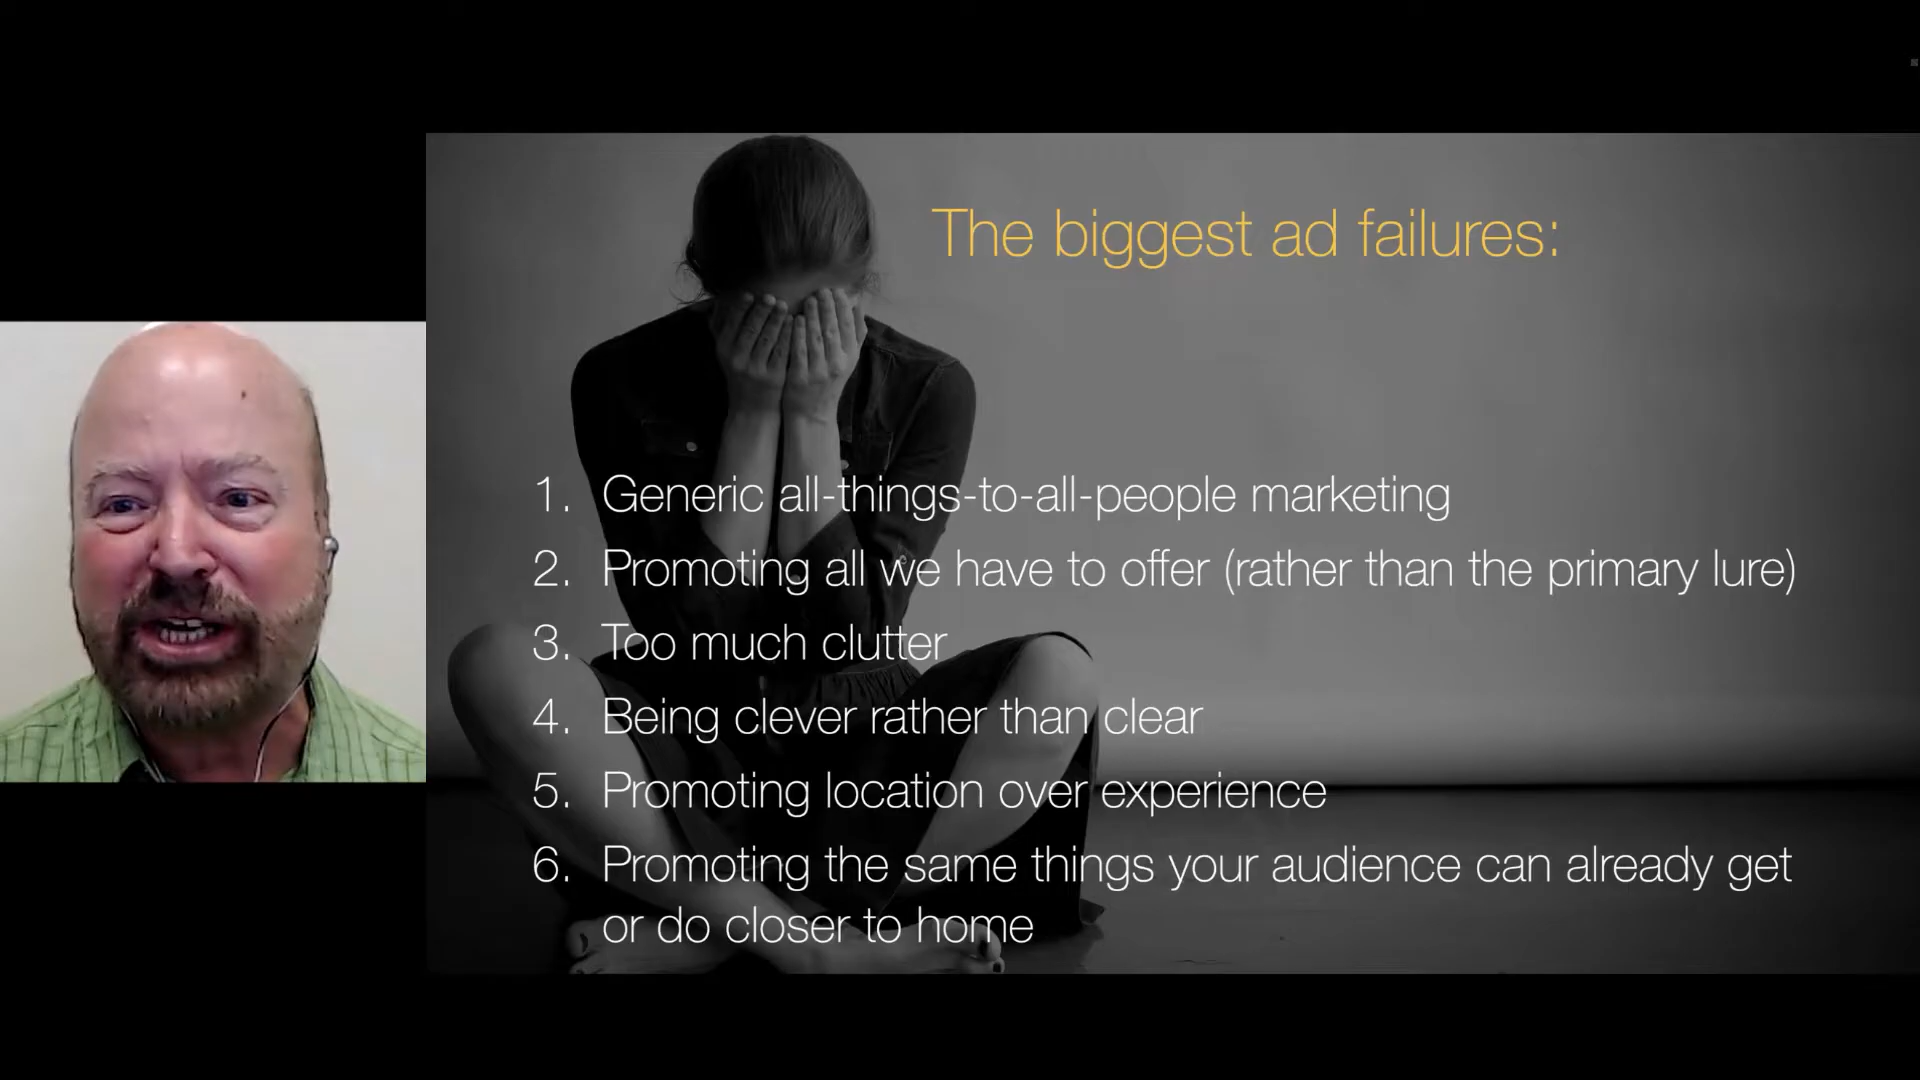 The biggest ad failures:
1. Generic all-things-to-all-people marketing
2. Promoting all we have to offer (rather than the primary lure)
3. Too much clutter
4. Being clever rather than clear
5. Promoting location over experience
6. Promoting the same things your audience can already get
or do closer to home